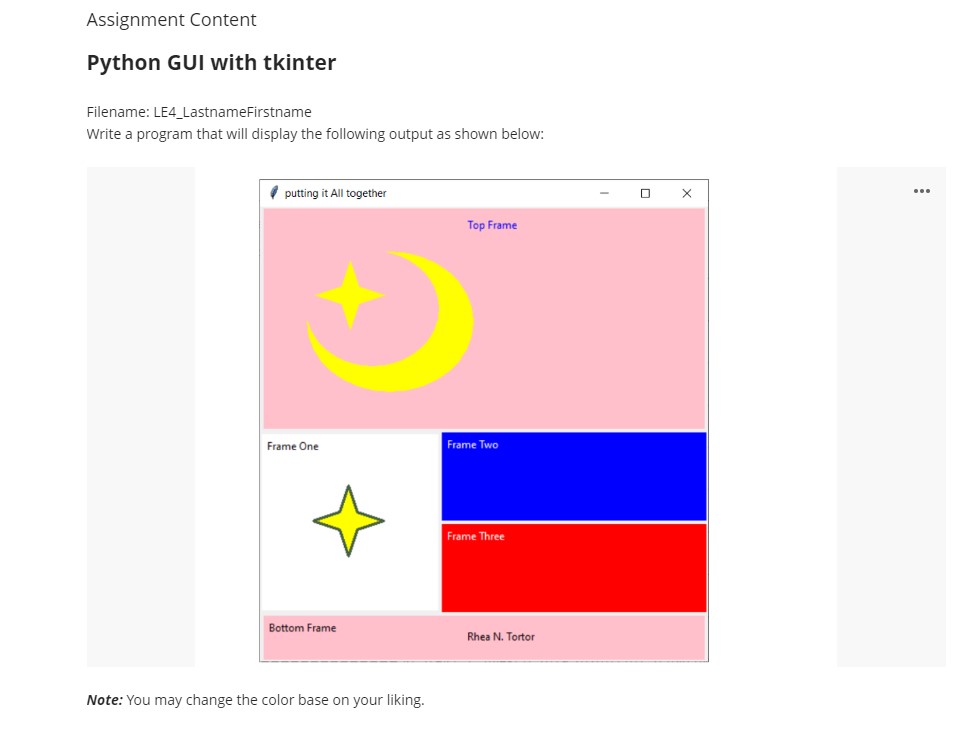 Assignment Content
Python GUI with tkinter
Filename: LE4_LastnameFirstname
Write a program that will display the following output as shown below:
putting it All together
Top Frame
Frame One
Frame Two
Frame Three
Bottom Frame
Rhea N. Tortor
Note: You may change the color base on your liking.